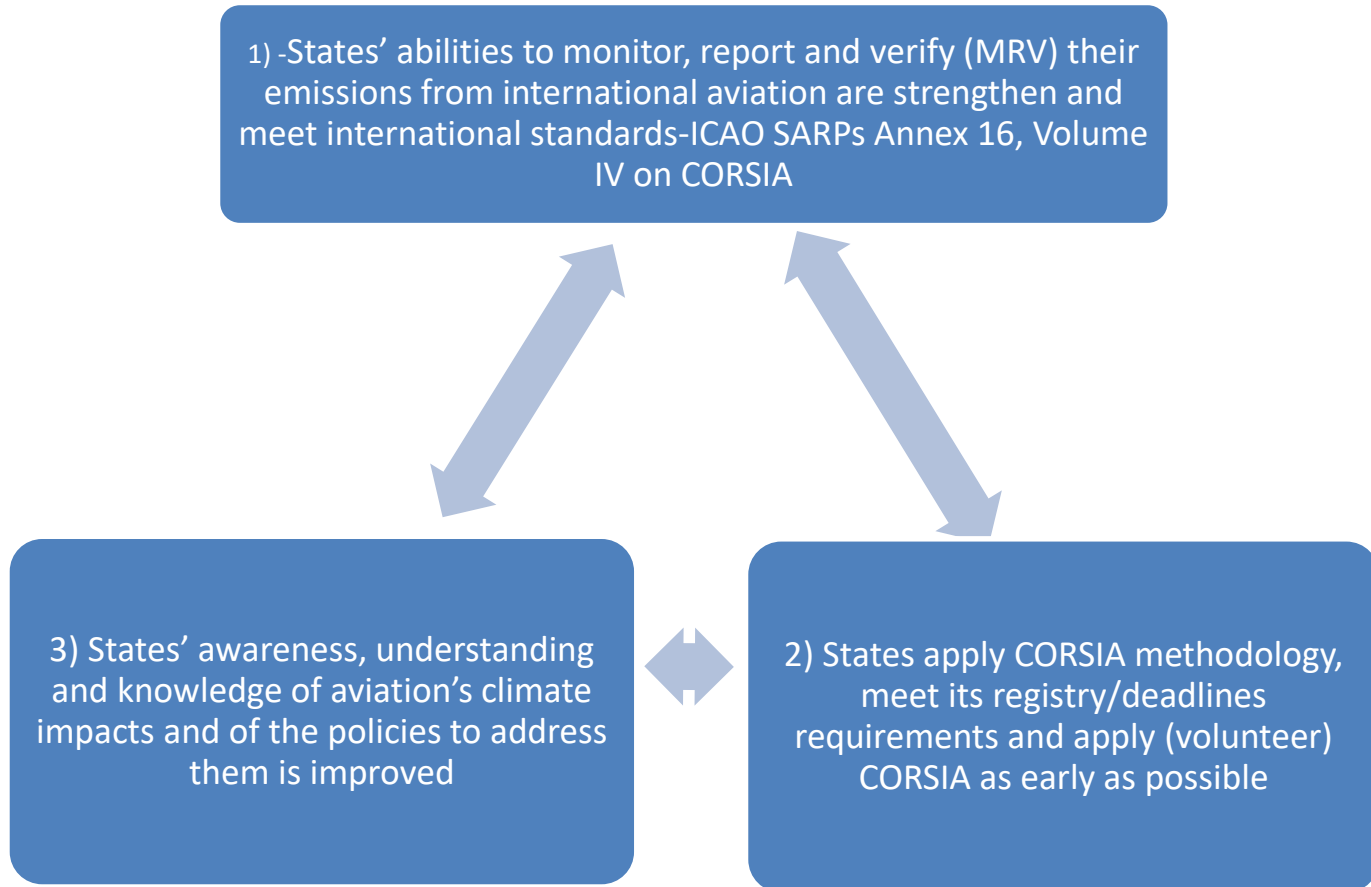 1) -States’ abilities to monitor, report and verify (MRV) their
emissions from international aviation are strengthen and
meet international standards-ICAO SARPs Annex 16, Volume
IV on CORSIA
3) States’ awareness, understanding
and knowledge of aviation’s climate
impacts and of the policies to address
them is improved
2) States apply CORSIA methodology,
meet its registry/deadlines
requirements and apply (volunteer)
CORSIA as early as possible